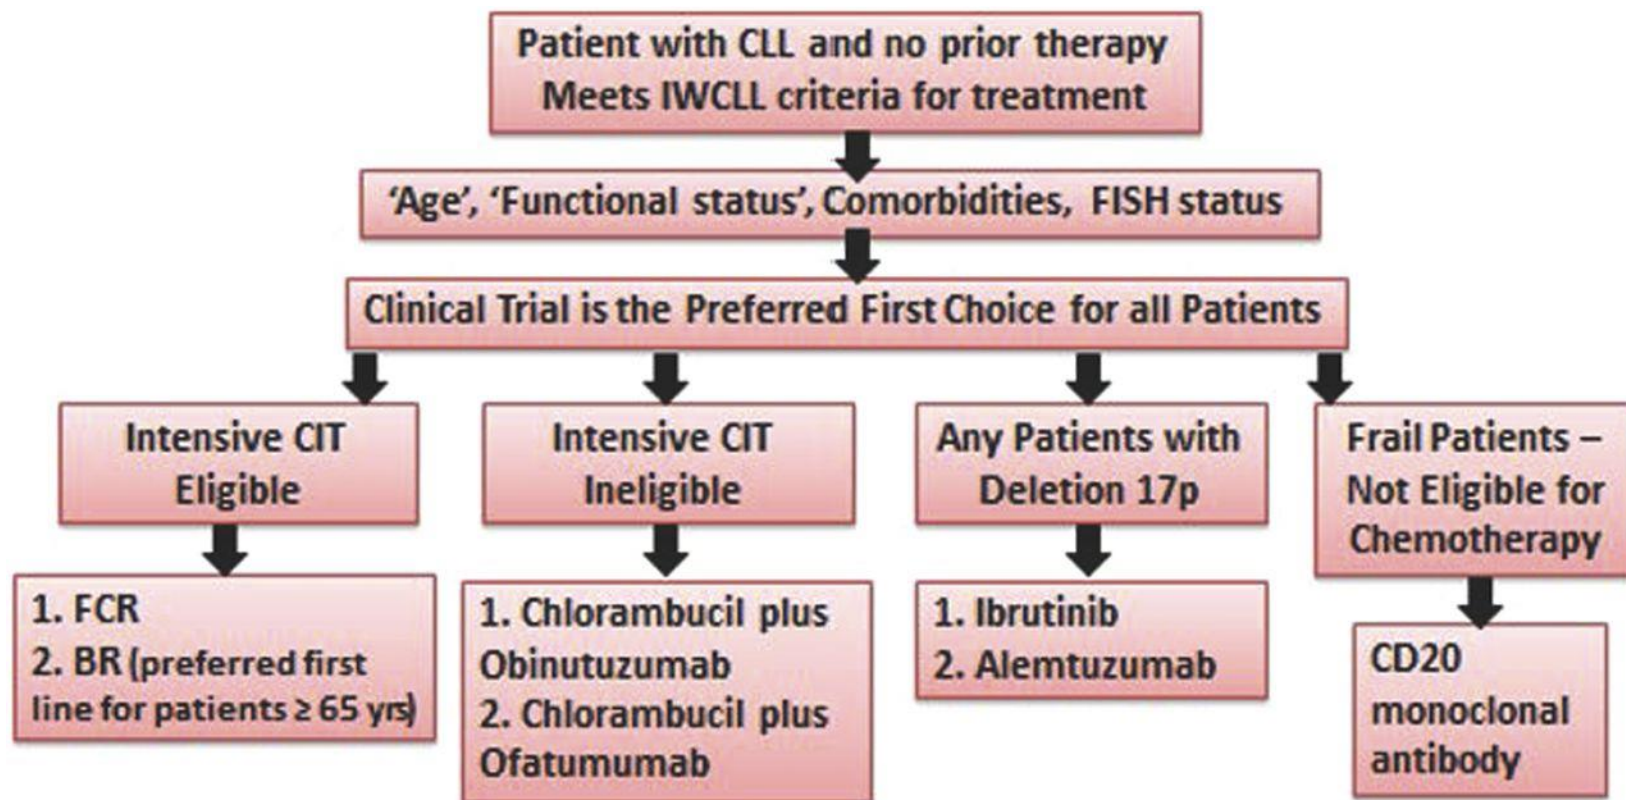 Patient with CLL and no prior therapy
Meets IWCLL criteria for treatment
‘Age’, ‘Functional status’, Comorbidities, FISH status
Clinical Trial is the Preferred First Choice for all Patients
Intensive CIT
Eligible
1. FCR
2. BR (preferred first
line for patients ≥ 65 yrs)
Intensive CIT
Ineligible
1. Chlorambucil plus
Obinutuzumab
2. Chlorambucil plus
Ofatumumab
Any Patients with
Deletion 17p
1. Ibrutinib
2. Alemtuzumab
Frail Patients –
Not Eligible for
Chemotherapy
CD20
monoclonal
antibody